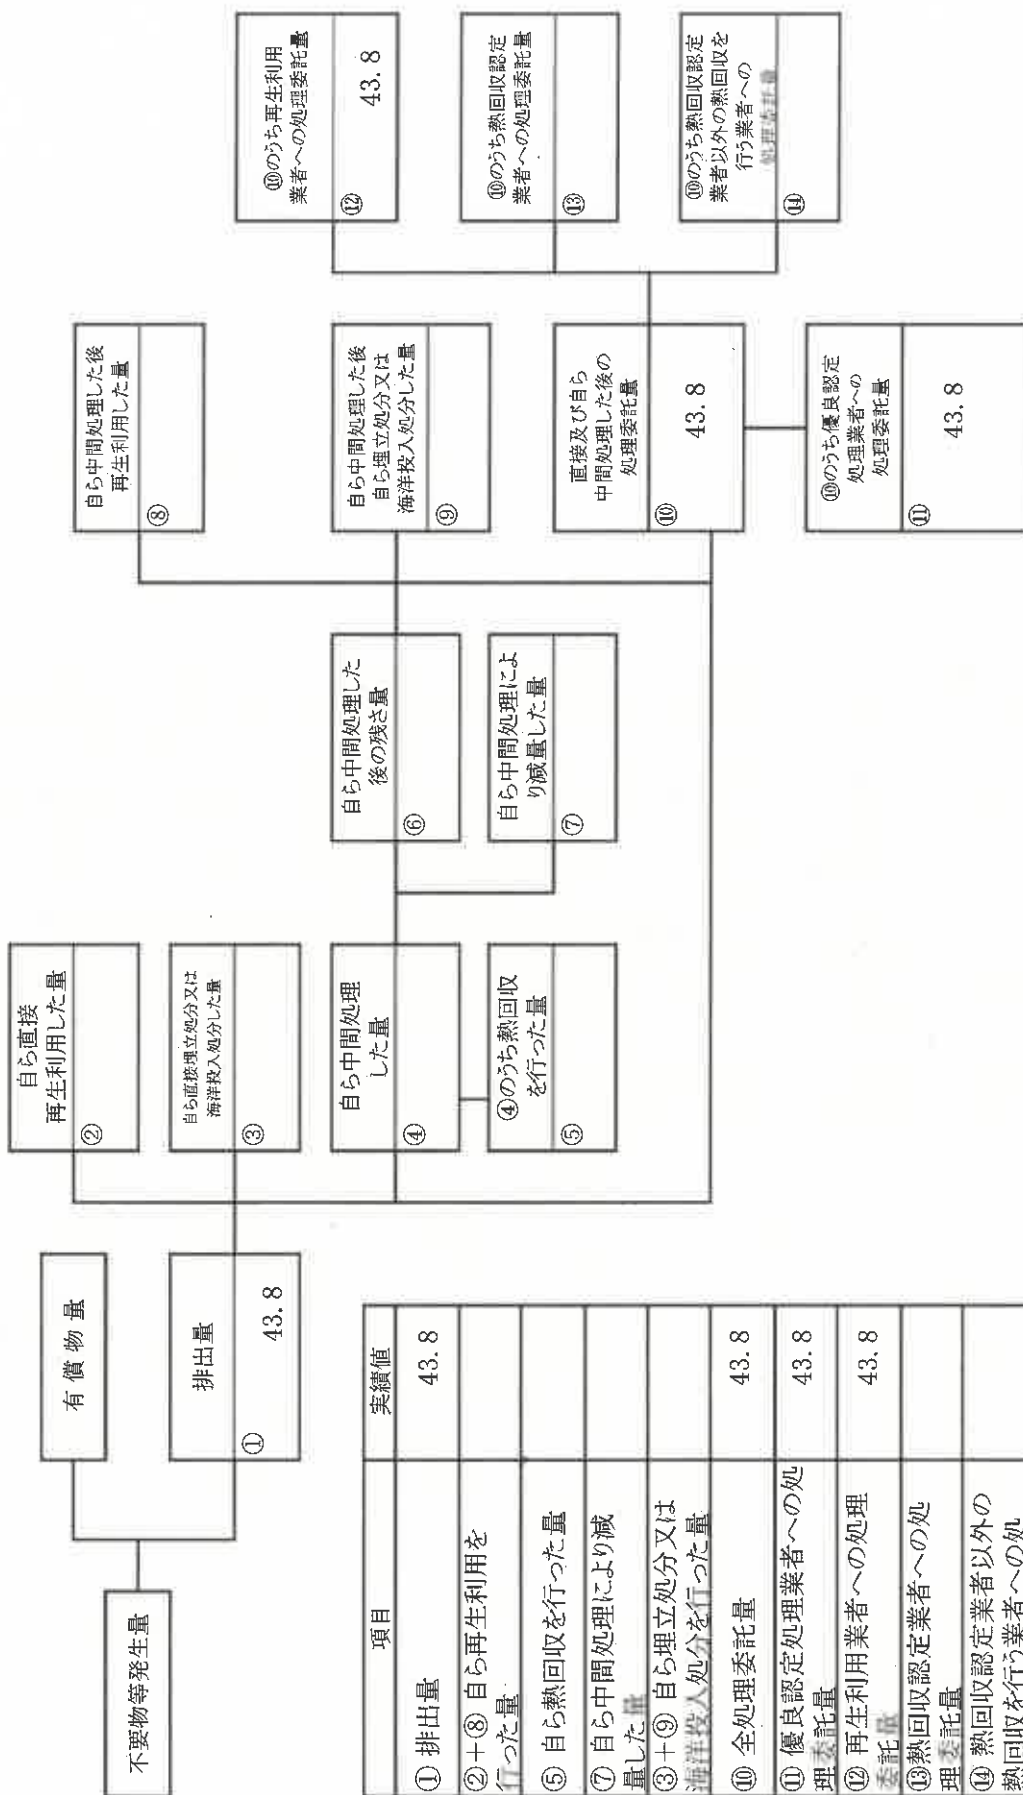 不要物等発生量
有償物量
排出量
①
43.8
自ら直接
再生利用した量
②
自ら直接埋立処分又は
海洋投入処分した量
③
自ら中間処理
した量
④
④のうち熱回収
を行った量
⑤
自ら中間処理した
後の残さ量
⑥
自ら中間処理によ
り減量した量
⑦
自ら中間処理した後
再生利用した量
⑧
自ら中間処理した後
自ら埋立処分又は
海洋投入処分した量
⑨
直接及び自ら
中間処理した後の
処理委託量
⑩
43.8
⑩のうち優良認定
処理業者への
処理委託量
⑪
43.8
⑩のうち再生利用
業者への処理委託量
⑫
43.8
⑩のうち熱回収認定
業者への処理委託量
⑬
⑩のうち熱回収認定
業者以外の熱回収を
行う業者への
処理委託量
⑭
項目 実績値
① 排出量 43.8
②+⑧ 自ら再生利用を
行った量
⑤ 自ら熱回収を行った量
⑦ 自ら中間処理により減
量した量
③+⑨ 自ら埋立処分又は
海洋投入処分を行った量
⑩ 全処理委託量 43.8
⑪ 優良認定処理業者への処
理委託量 43.8
⑫ 再生利用業者への処理
委託量 43.8
⑬熱回収認定業者への処
理委託量
⑭ 熱回収認定業者以外の
熱回収を行う業者への処